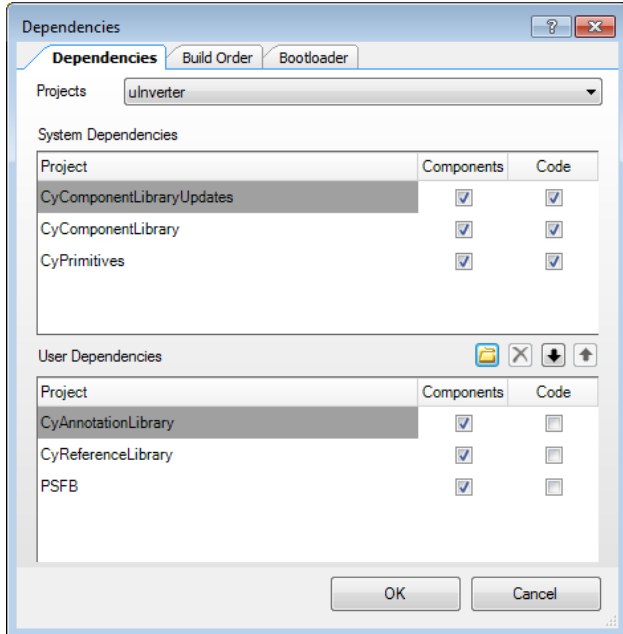 Dependencies
Dependencies Build Order Bootloader
Projects uInverter
System Dependencies
Project Components Code
CyComponentLibraryUpdates
CyComponentLibrary
CyPrimitives
User Dependencies
Project Components Code
CyAnnotationLibrary
CyReferenceLibrary
PSFB
OK Cancel